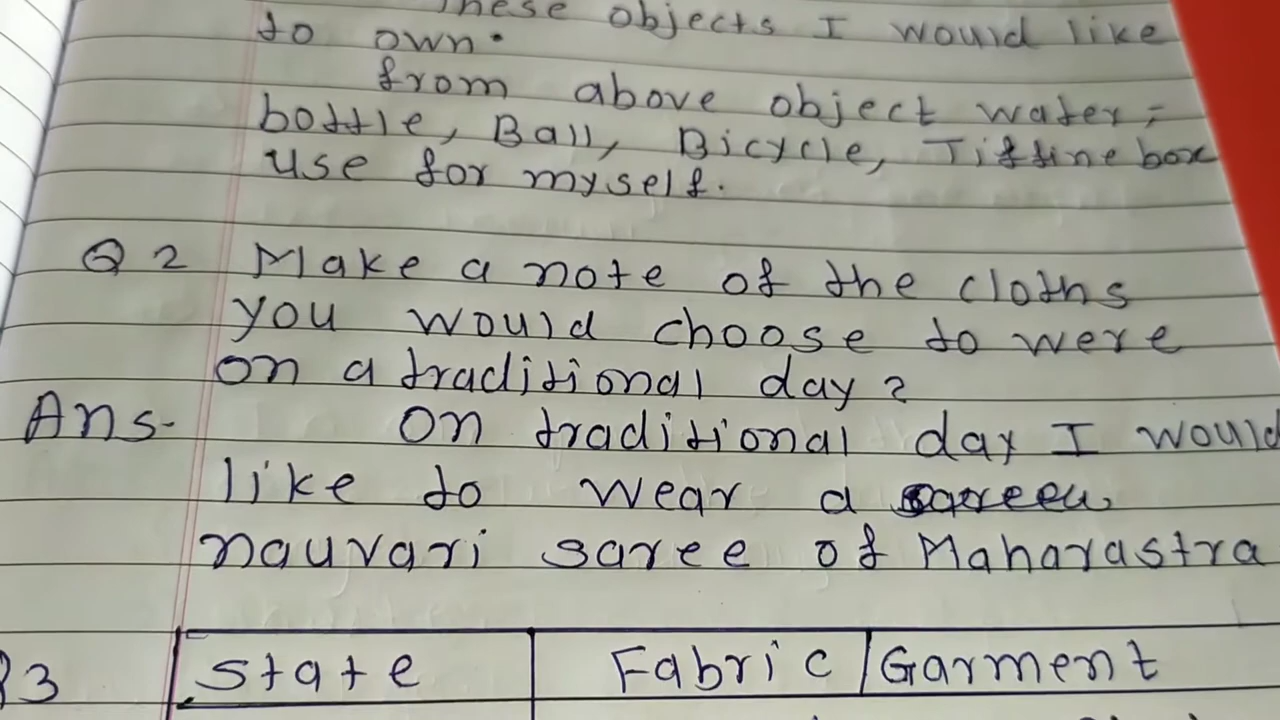 These objects I would like
to own.
from above object water -
bottle, Ball, Bicycle, Tiffine box
use for myself.
Q 2 Make a note of the cloths
you would choose to were
on a traditional day ?
Ans- On traditional day I would
like to wear a
nauvari saree of Maharastra
3 State Fabric Garment